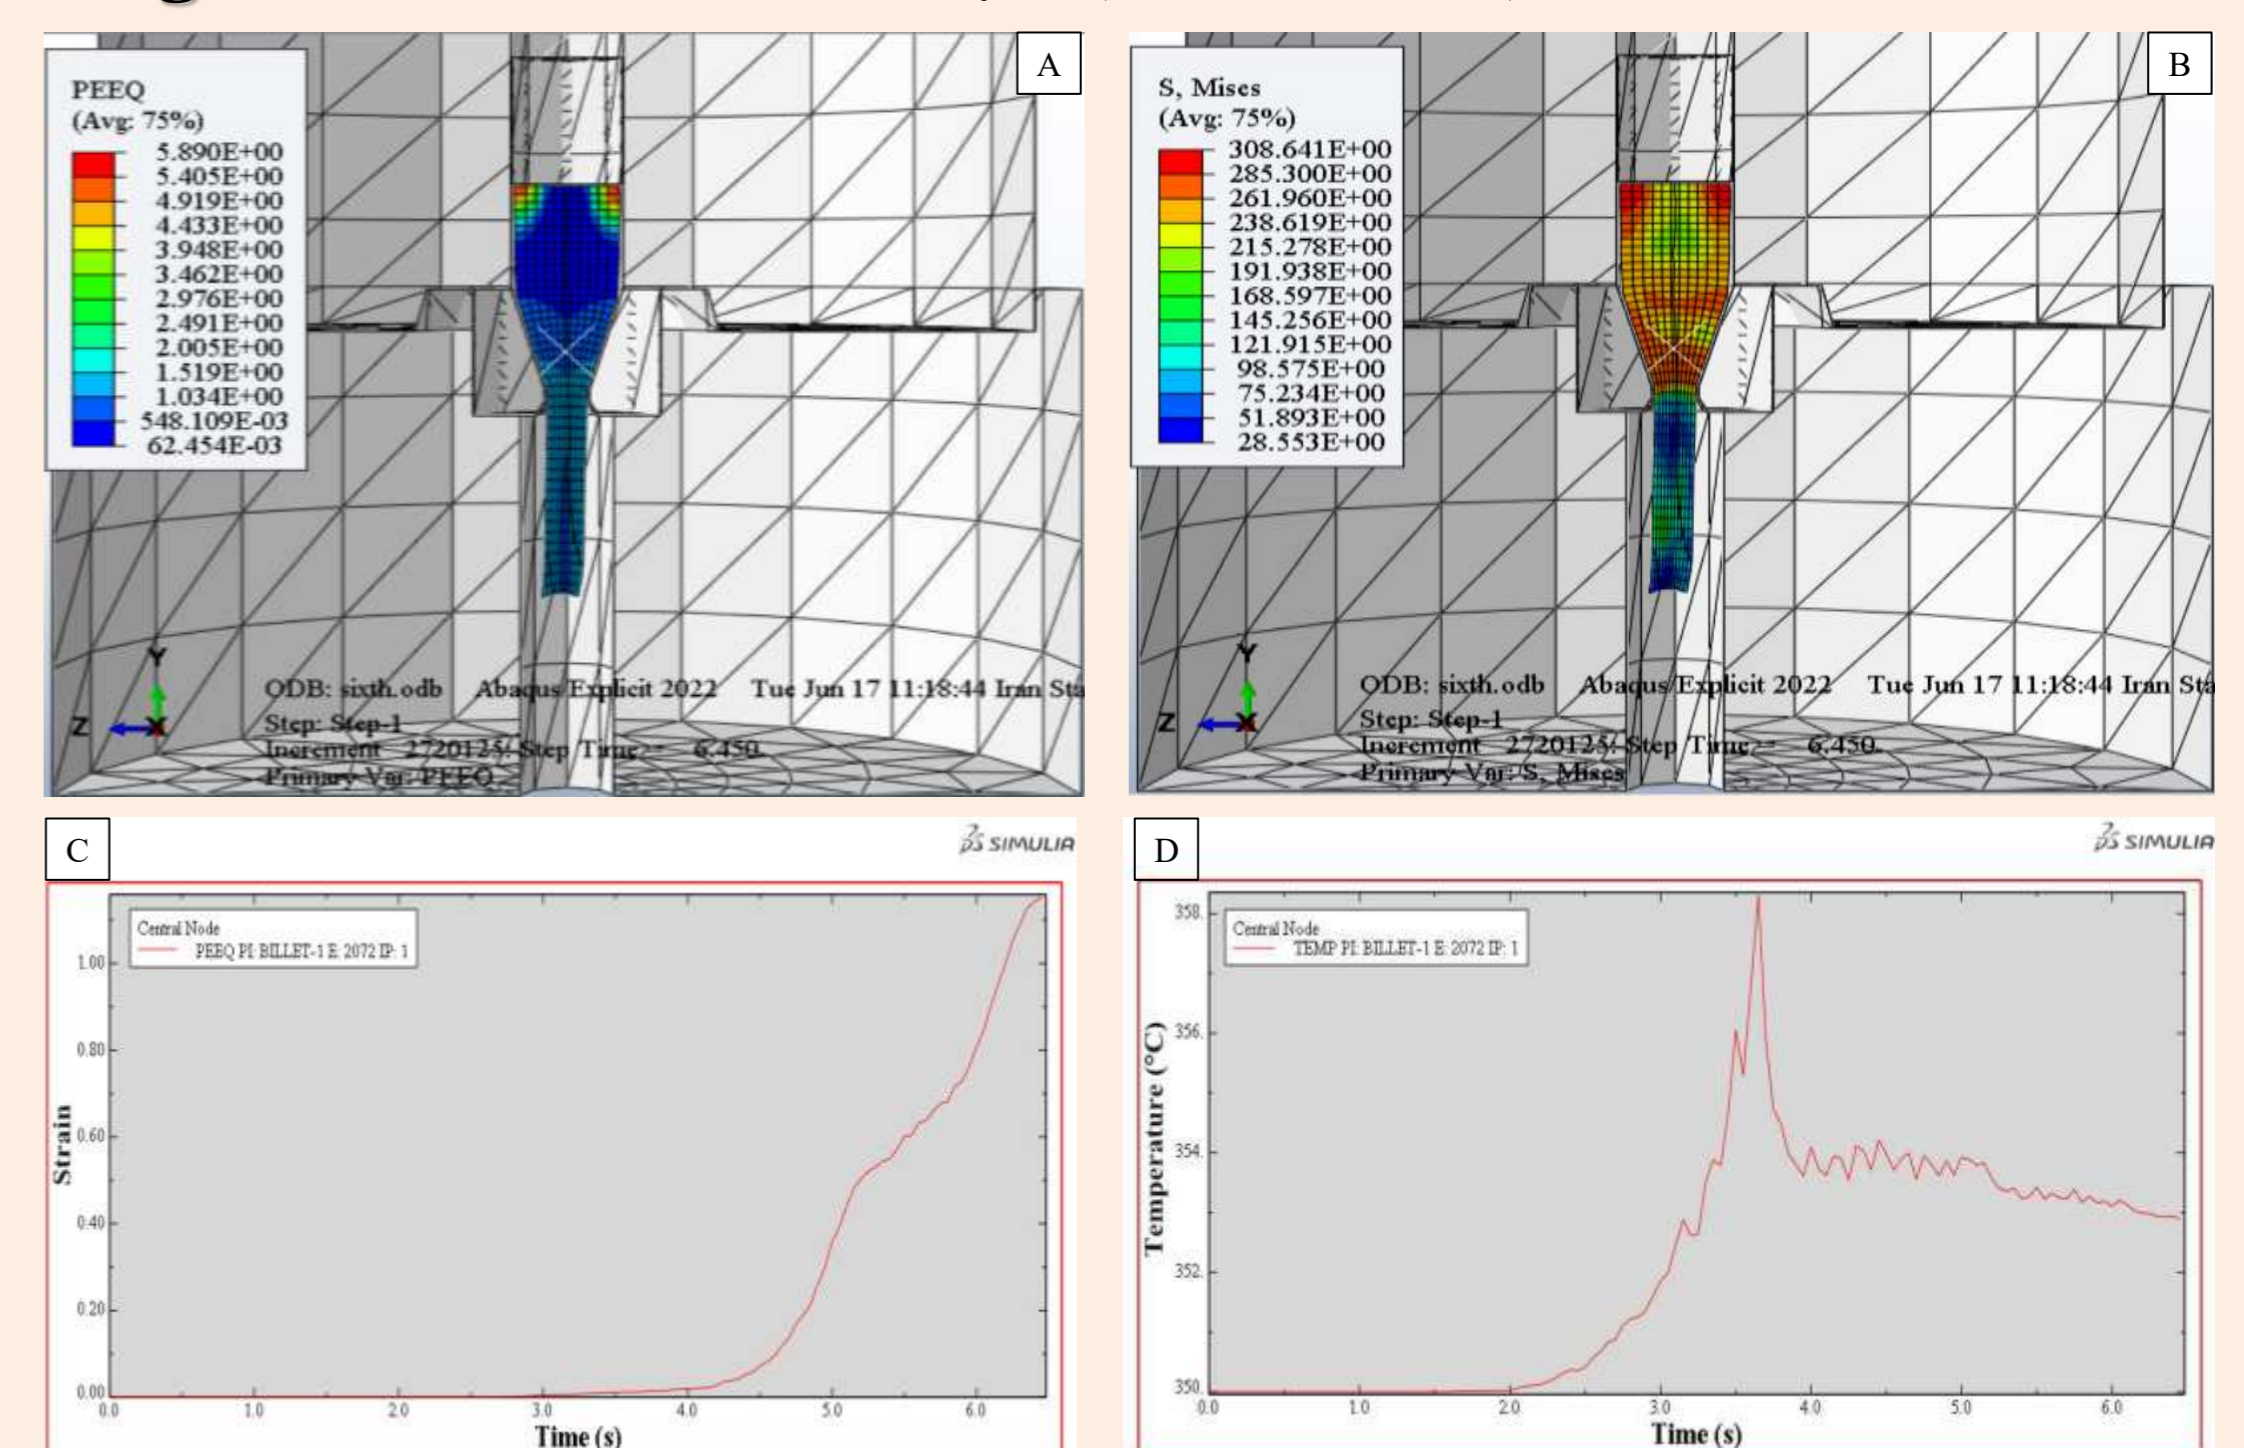 A
PEEQ
(Avg: 75%)
5.890E+00
5.405E+00
4.919E+00
4.433E+00
3.948E+00
3.462E+00
2.976E+00
2.491E+00
2.005E+00
1.519E+00
1.034E+00
548.109E-03
62.454E-03
Y
Z
X
ODB: sixth.odb Abaqus/Explicit 2022 Tue Jun 17 11:18:44 Iran Sta
Step: Step-1
Increment 2720125: Step Time = 6.450
Primary Var: PEEQ
B
S, Mises
(Avg: 75%)
308.641E+00
285.300E+00
261.960E+00
238.619E+00
215.278E+00
191.938E+00
168.597E+00
145.256E+00
121.915E+00
98.575E+00
75.234E+00
51.893E+00
28.553E+00
Y
Z
X
ODB: sixth.odb Abaqus/Explicit 2022 Tue Jun 17 11:18:44 Iran Sta
Step: Step-1
Increment 2720125: Step Time = 6.450
Primary Var: S, Mises
C
SIMULIA
Central Node
PEEQ PI: BILLET-1 E: 2072 IP: 1
1.00
0.80
0.60
0.40
0.20
0.00
Strain
0.0 1.0 2.0 3.0 4.0 5.0 6.0
Time (s)
D
SIMULIA
Central Node
TEMP PI: BILLET-1 E: 2072 IP: 1
358.
356.
354.
352.
350.
Temperature (°C)
0.0 1.0 2.0 3.0 4.0 5.0 6.0
Time (s)